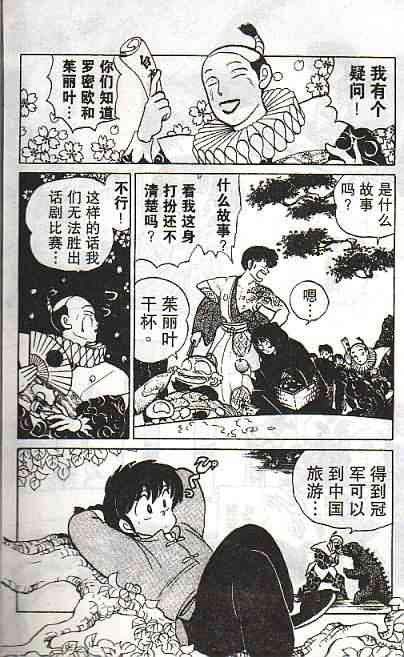 我有个
疑问！
你们知道
罗密欧和
茱丽叶…
是什么
故事
吗？
什么故事？
看我这身
打扮还不
清楚吗？
嗯…
茱丽叶
干杯。
不行！
这样的话我
们无法胜出
话剧比赛…
得到冠
军可以
到中国
旅游…